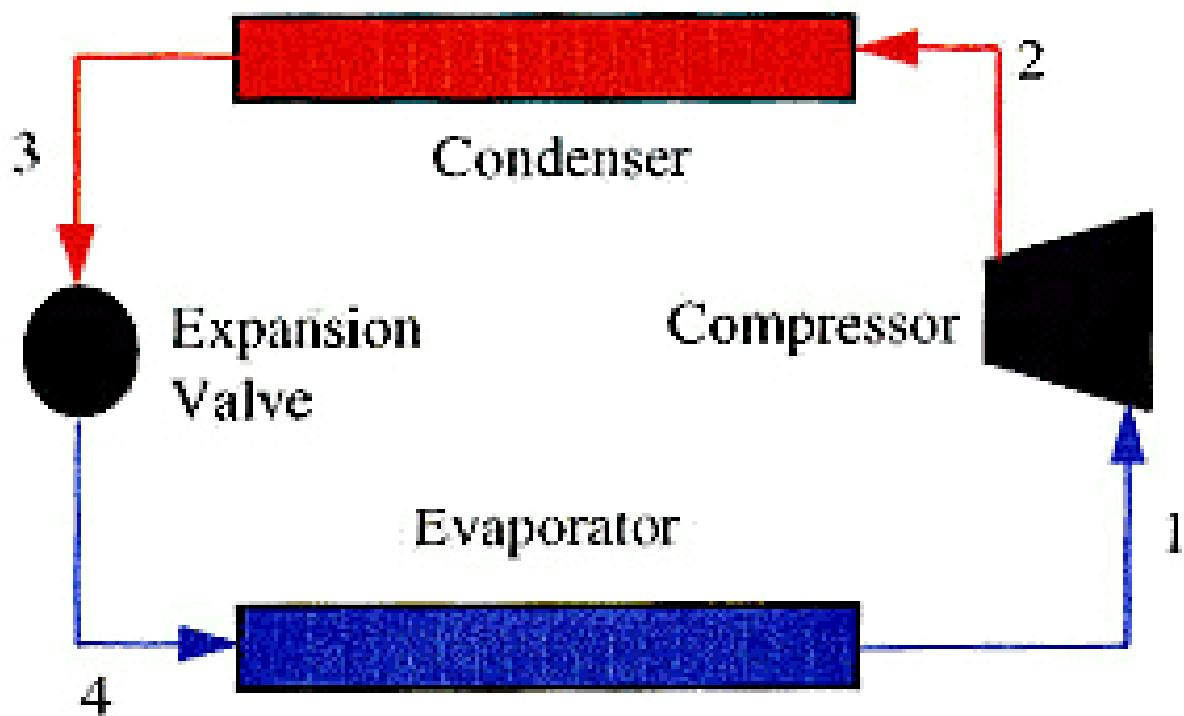 2
3
Condenser
Expansion
Valve
Compressor
Evaporator
1
4